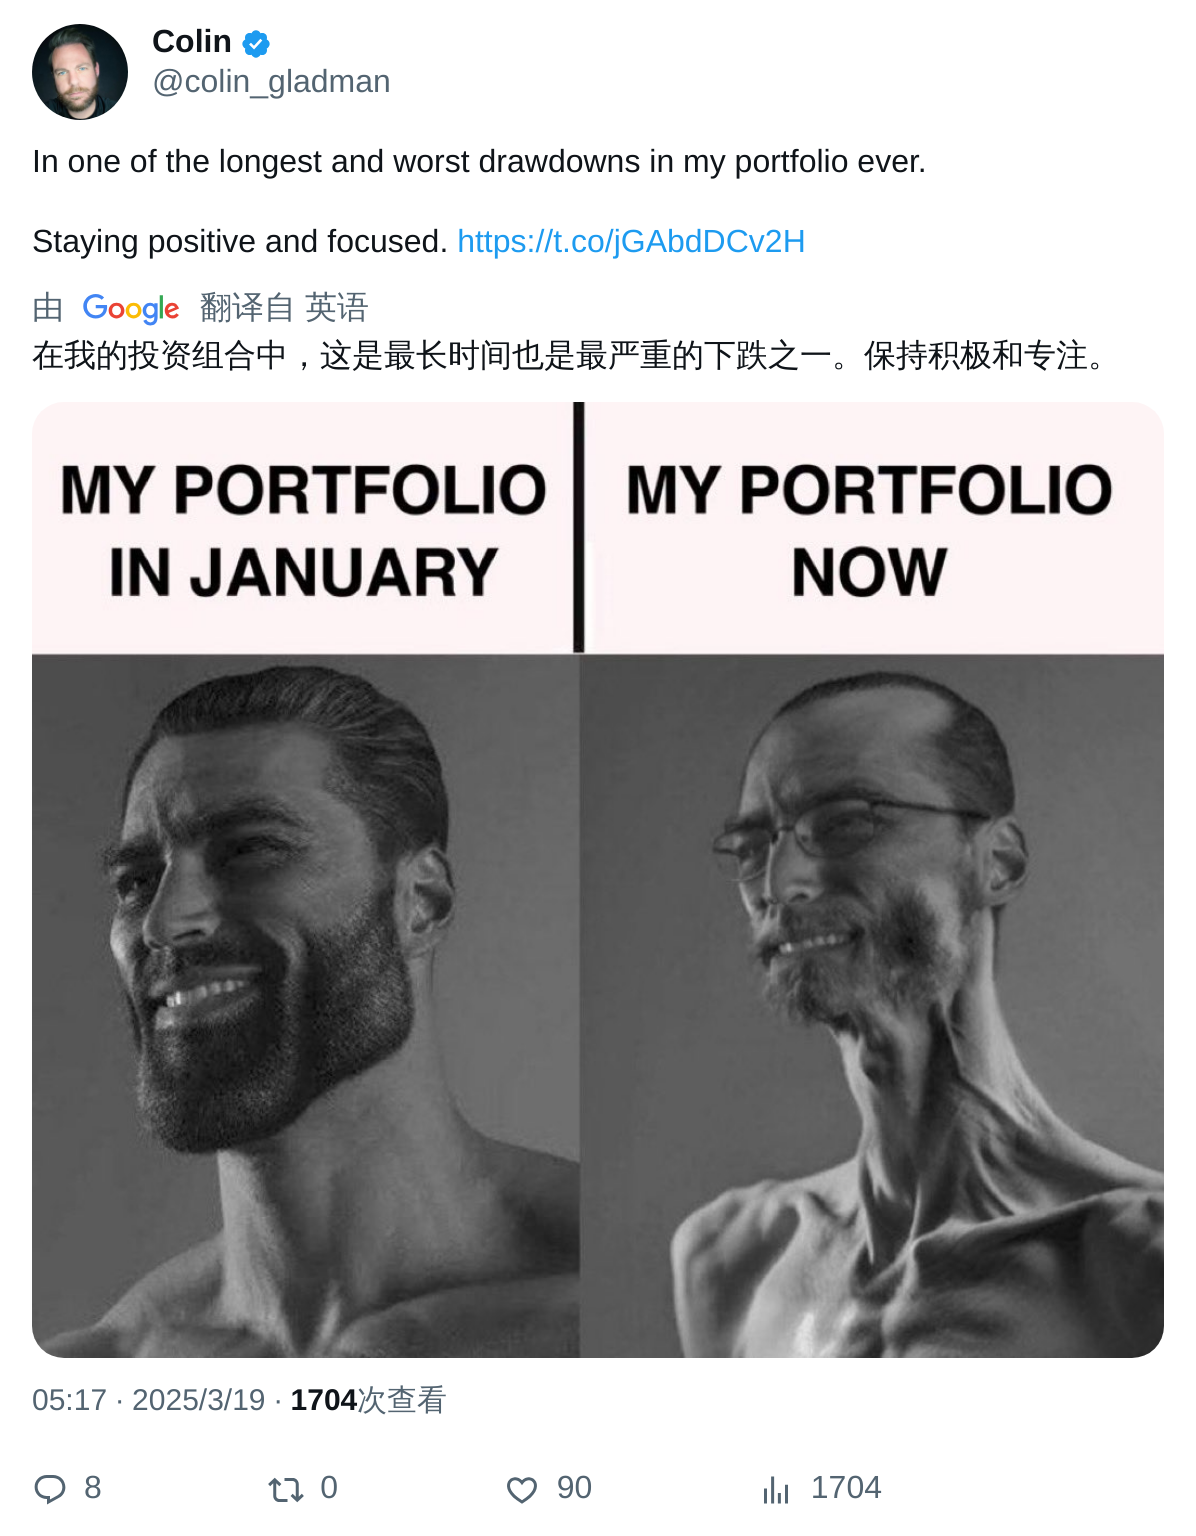 Colin
@colin_gladman
In one of the longest and worst drawdowns in my portfolio ever.
Staying positive and focused. https://t.co/jGAbdDCv2H
由 Google 翻译自 英语
在我的投资组合中，这是最长时间也是最严重的下跌之一。保持积极和专注。
MY PORTFOLIO
IN JANUARY
MY PORTFOLIO
NOW
05:17 · 2025/3/19 · 1704次查看
8 0 90 1704